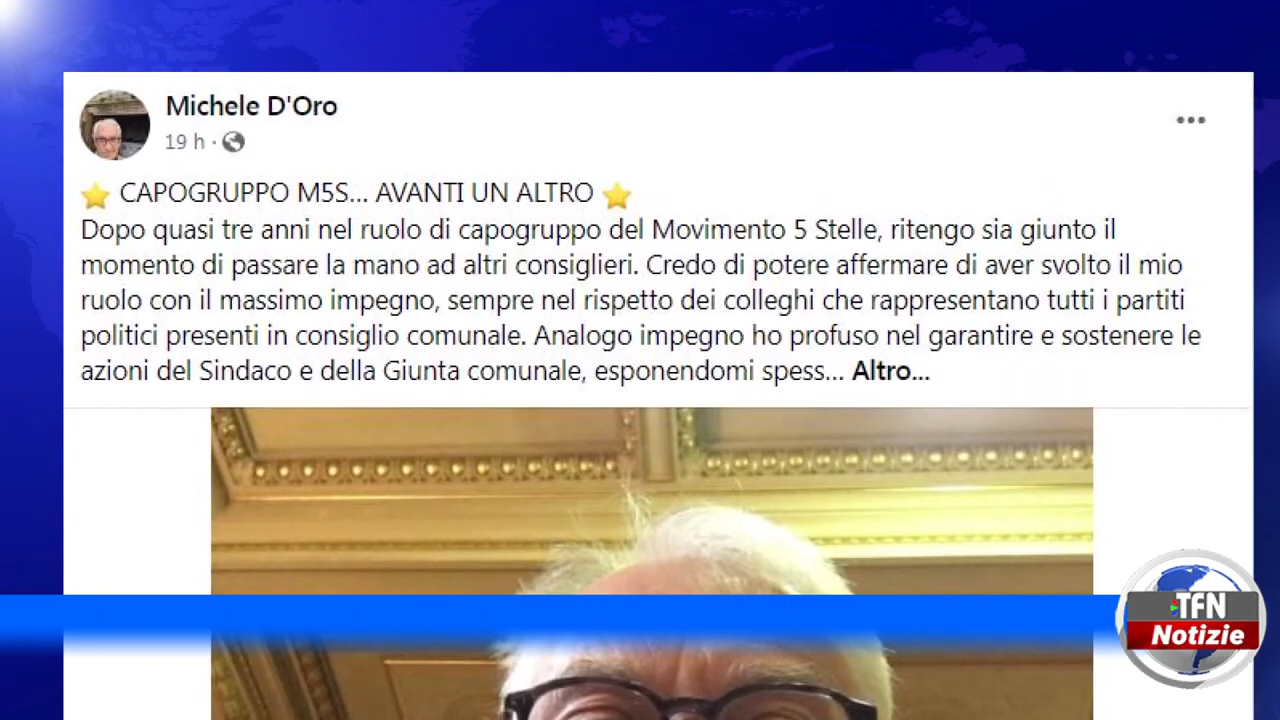 Michele D'Oro
19 h ·
CAPOGRUPPO M5S... AVANTI UN ALTRO
Dopo quasi tre anni nel ruolo di capogruppo del Movimento 5 Stelle, ritengo sia giunto il
momento di passare la mano ad altri consiglieri. Credo di potere affermare di aver svolto il mio
ruolo con il massimo impegno, sempre nel rispetto dei colleghi che rappresentano tutti i partiti
politici presenti in consiglio comunale. Analogo impegno ho profuso nel garantire e sostenere le
azioni del Sindaco e della Giunta comunale, esponendomi spess... Altro...
TFN
Notizie